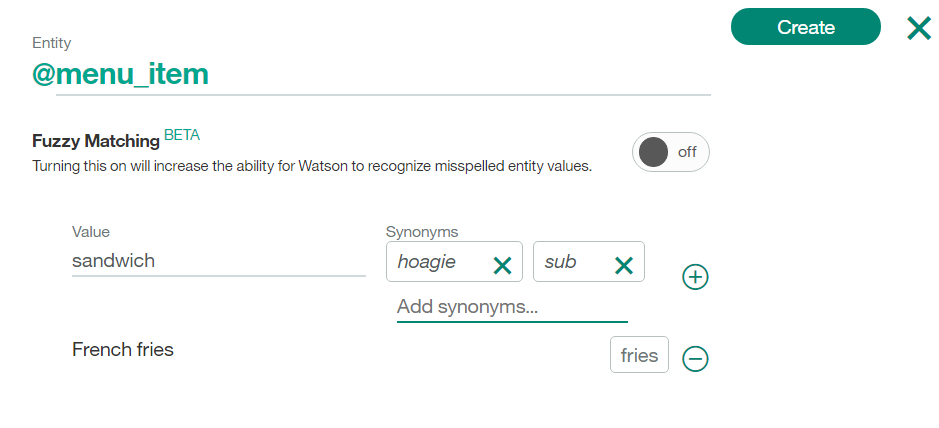 Create
Entity
@menu_item
Fuzzy Matching BETA
Turning this on will increase the ability for Watson to recognize misspelled entity values.
off
Value
Synonyms
sandwich
hoagie
sub
Add synonyms...
French fries
fries